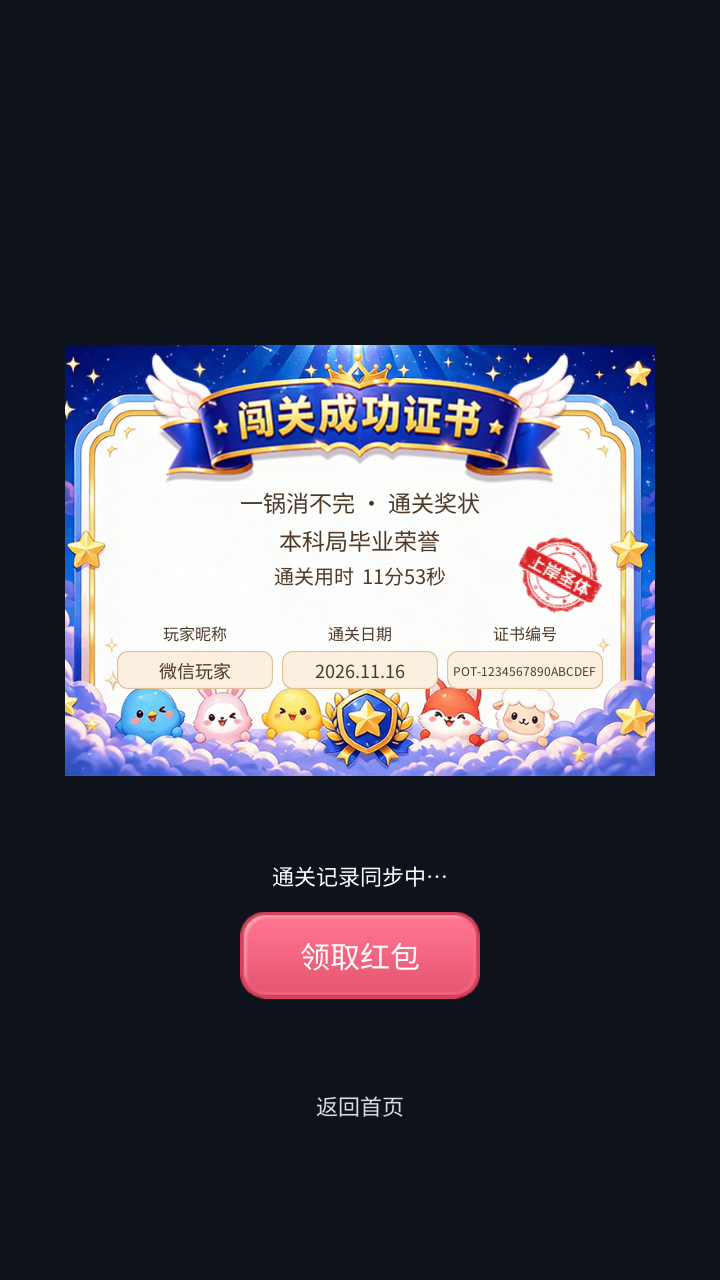 闯关成功证书
一锅消不完 · 通关奖状
本科局毕业荣誉
通关用时 11分53秒
上岸圣体
玩家昵称 通关日期 证书编号
微信玩家 2026.11.16 POT-1234567890ABCDEF
通关记录同步中…
领取红包
返回首页